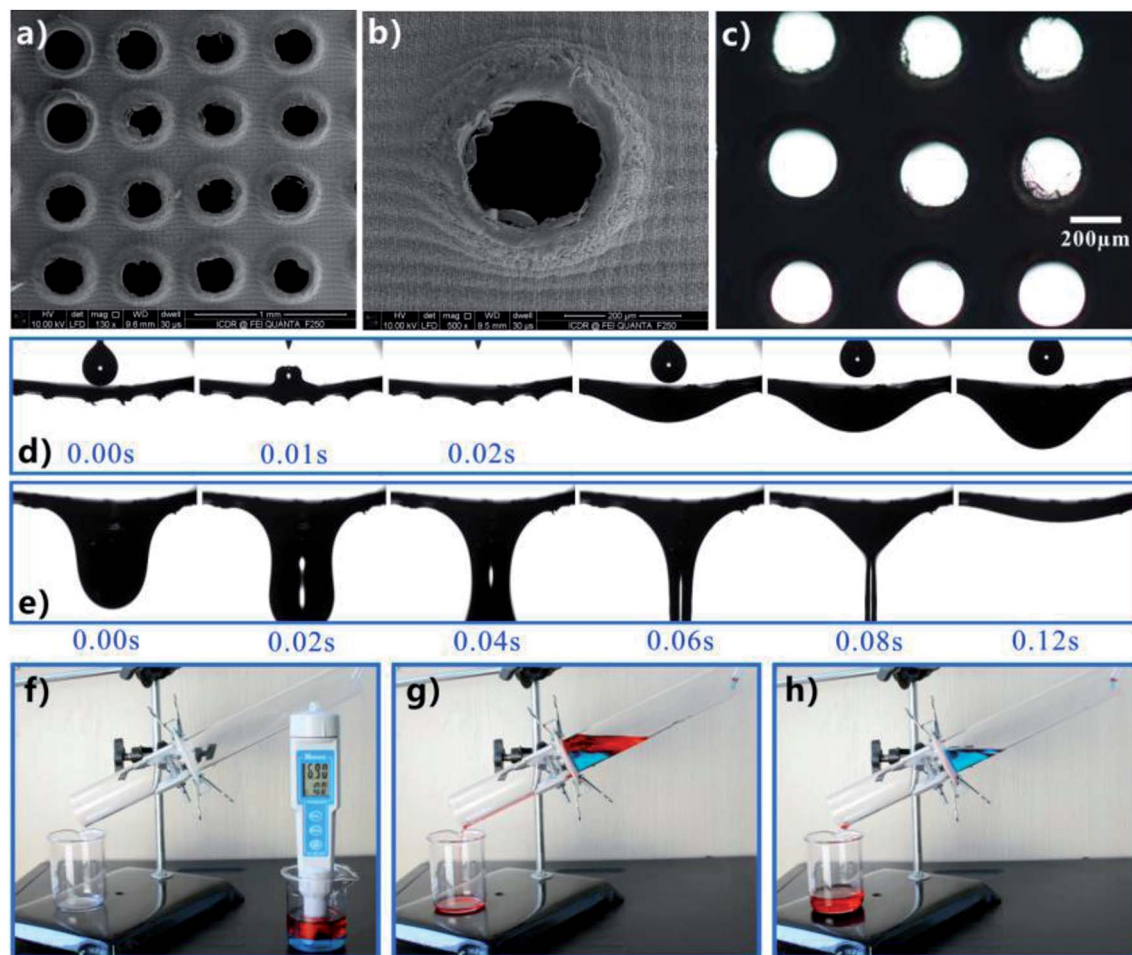 a)
b)
c)
200µm
HV det mag □ WD dwell 1 mm
10.00 kV LFD 130 x 9.6 mm 30 µs ICDR @ FEI QUANTA F250
HV det mag □ WD dwell 200 µm
10.00 kV LFD 500 x 9.5 mm 30 µs ICDR @ FEI QUANTA F250
d) 0.00s 0.01s 0.02s
e)
0.00s 0.02s 0.04s 0.06s 0.08s 0.12s
f)
g)
h)
6.90